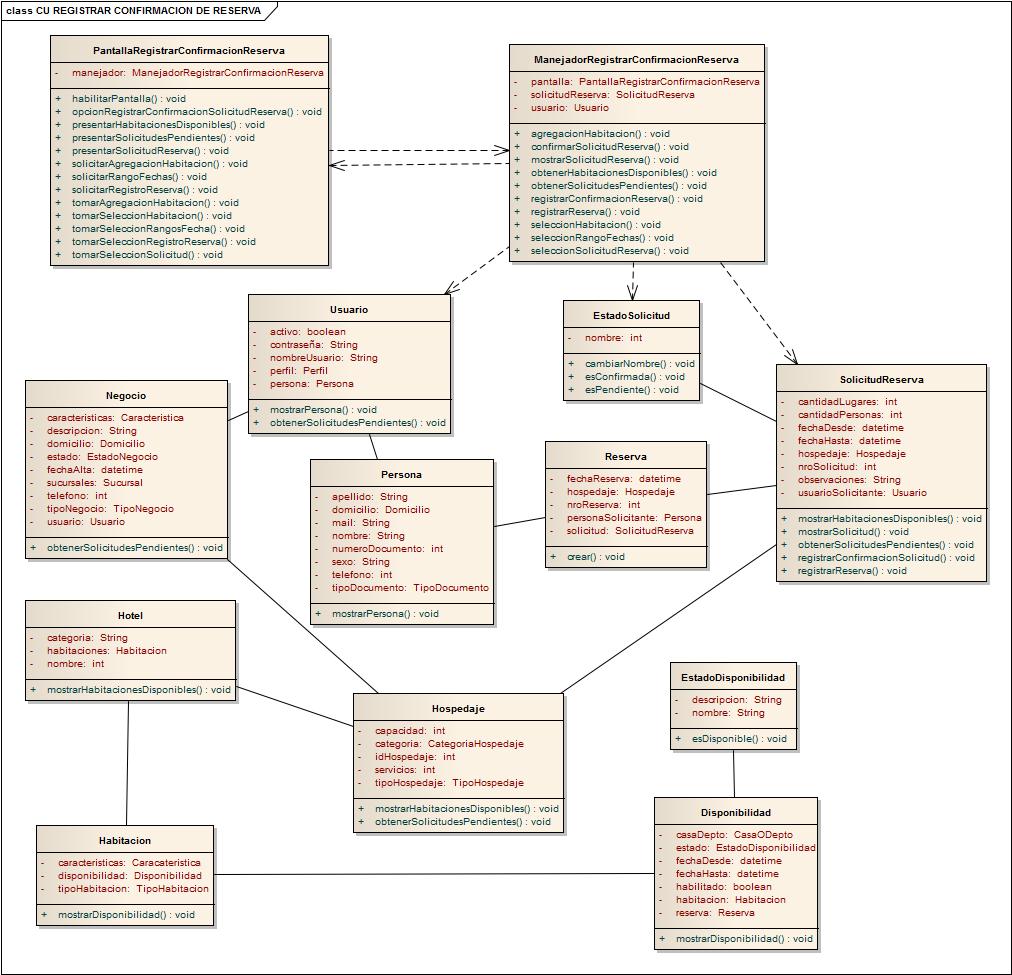 class CU REGISTRAR CONFIRMACION DE RESERVA
PantallaRegistrarConfirmacionReserva
- manejador: ManejadorRegistrarConfirmacionReserva
+ habilitarPantalla() : void
+ opcionRegistrarConfirmacionSolicitudReserva() : void
+ presentarHabitacionesDisponibles() : void
+ presentarSolicitudesPendientes() : void
+ presentarSolicitudReserva() : void
+ solicitarAgregacionHabitacion() : void
+ solicitarRangoFechas() : void
+ solicitarRegistroReserva() : void
+ tomarAgregacionHabitacion() : void
+ tomarSeleccionHabitacion() : void
+ tomarSeleccionRangosFecha() : void
+ tomarSeleccionRegistroReserva() : void
+ tomarSeleccionSolicitud() : void
ManejadorRegistrarConfirmacionReserva
- pantalla: PantallaRegistrarConfirmacionReserva
- solicitudReserva: SolicitudReserva
- usuario: Usuario
+ agregacionHabitacion() : void
+ confirmarSolicitudReserva() : void
+ mostrarSolicitudReserva() : void
+ obtenerHabitacionesDisponibles() : void
+ obtenerSolicitudesPendientes() : void
+ registrarConfirmacionReserva() : void
+ registrarReserva() : void
+ seleccionHabitacion() : void
+ seleccionRangoFechas() : void
+ seleccionSolicitudReserva() : void
Usuario
- activo: boolean
- contraseña: String
- nombreUsuario: String
- perfil: Perfil
- persona: Persona
+ mostrarPersona() : void
+ obtenerSolicitudesPendientes() : void
EstadoSolicitud
- nombre: int
+ cambiarNombre() : void
+ esConfirmada() : void
+ esPendiente() : void
SolicitudReserva
- cantidadLugares: int
- cantidadPersonas: int
- fechaDesde: datetime
- fechaHasta: datetime
- hospedaje: Hospedaje
- nroSolicitud: int
- observaciones: String
- usuarioSolicitante: Usuario
+ mostrarHabitacionesDisponibles() : void
+ mostrarSolicitud() : void
+ obtenerSolicitudesPendientes() : void
+ registrarConfirmacionSolicitud() : void
+ registrarReserva() : void
Negocio
- caracteristicas: Caracteristica
- descripcion: String
- domicilio: Domicilio
- estado: EstadoNegocio
- fechaAlta: datetime
- sucursales: Sucursal
- telefono: int
- tipoNegocio: TipoNegocio
- usuario: Usuario
+ obtenerSolicitudesPendientes() : void
Persona
- apellido: String
- domicilio: Domicilio
- mail: String
- nombre: String
- numeroDocumento: int
- sexo: String
- telefono: int
- tipoDocumento: TipoDocumento
+ mostrarPersona() : void
Reserva
- fechaReserva: datetime
- hospedaje: Hospedaje
- nroReserva: int
- personaSolicitante: Persona
- solicitud: SolicitudReserva
+ crear() : void
Hotel
- categoria: String
- habitaciones: Habitacion
- nombre: int
+ mostrarHabitacionesDisponibles() : void
Hospedaje
- capacidad: int
- categoria: CategoriaHospedaje
- idHospedaje: int
- servicios: int
- tipoHospedaje: TipoHospedaje
+ mostrarHabitacionesDisponibles() : void
+ obtenerSolicitudesPendientes() : void
EstadoDisponibilidad
- descripcion: String
- nombre: String
+ esDisponible() : void
Habitacion
- caracteristicas: Caracateristica
- disponibilidad: Disponibilidad
- tipoHabitacion: TipoHabitacion
+ mostrarDisponibilidad() : void
Disponibilidad
- casaDepto: CasaODepto
- estado: EstadoDisponibilidad
- fechaDesde: datetime
- fechaHasta: datetime
- habilitado: boolean
- habitacion: Habitacion
- reserva: Reserva
+ mostrarDisponibilidad() : void